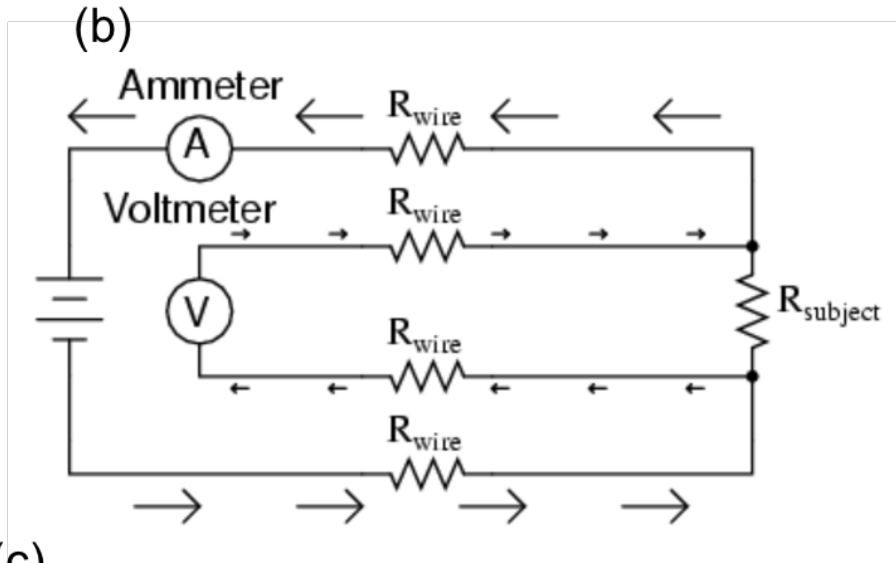 (b)
Ammeter
A
Rwire
Voltmeter
Rwire
V
Rsubject
Rwire
Rwire
(c)